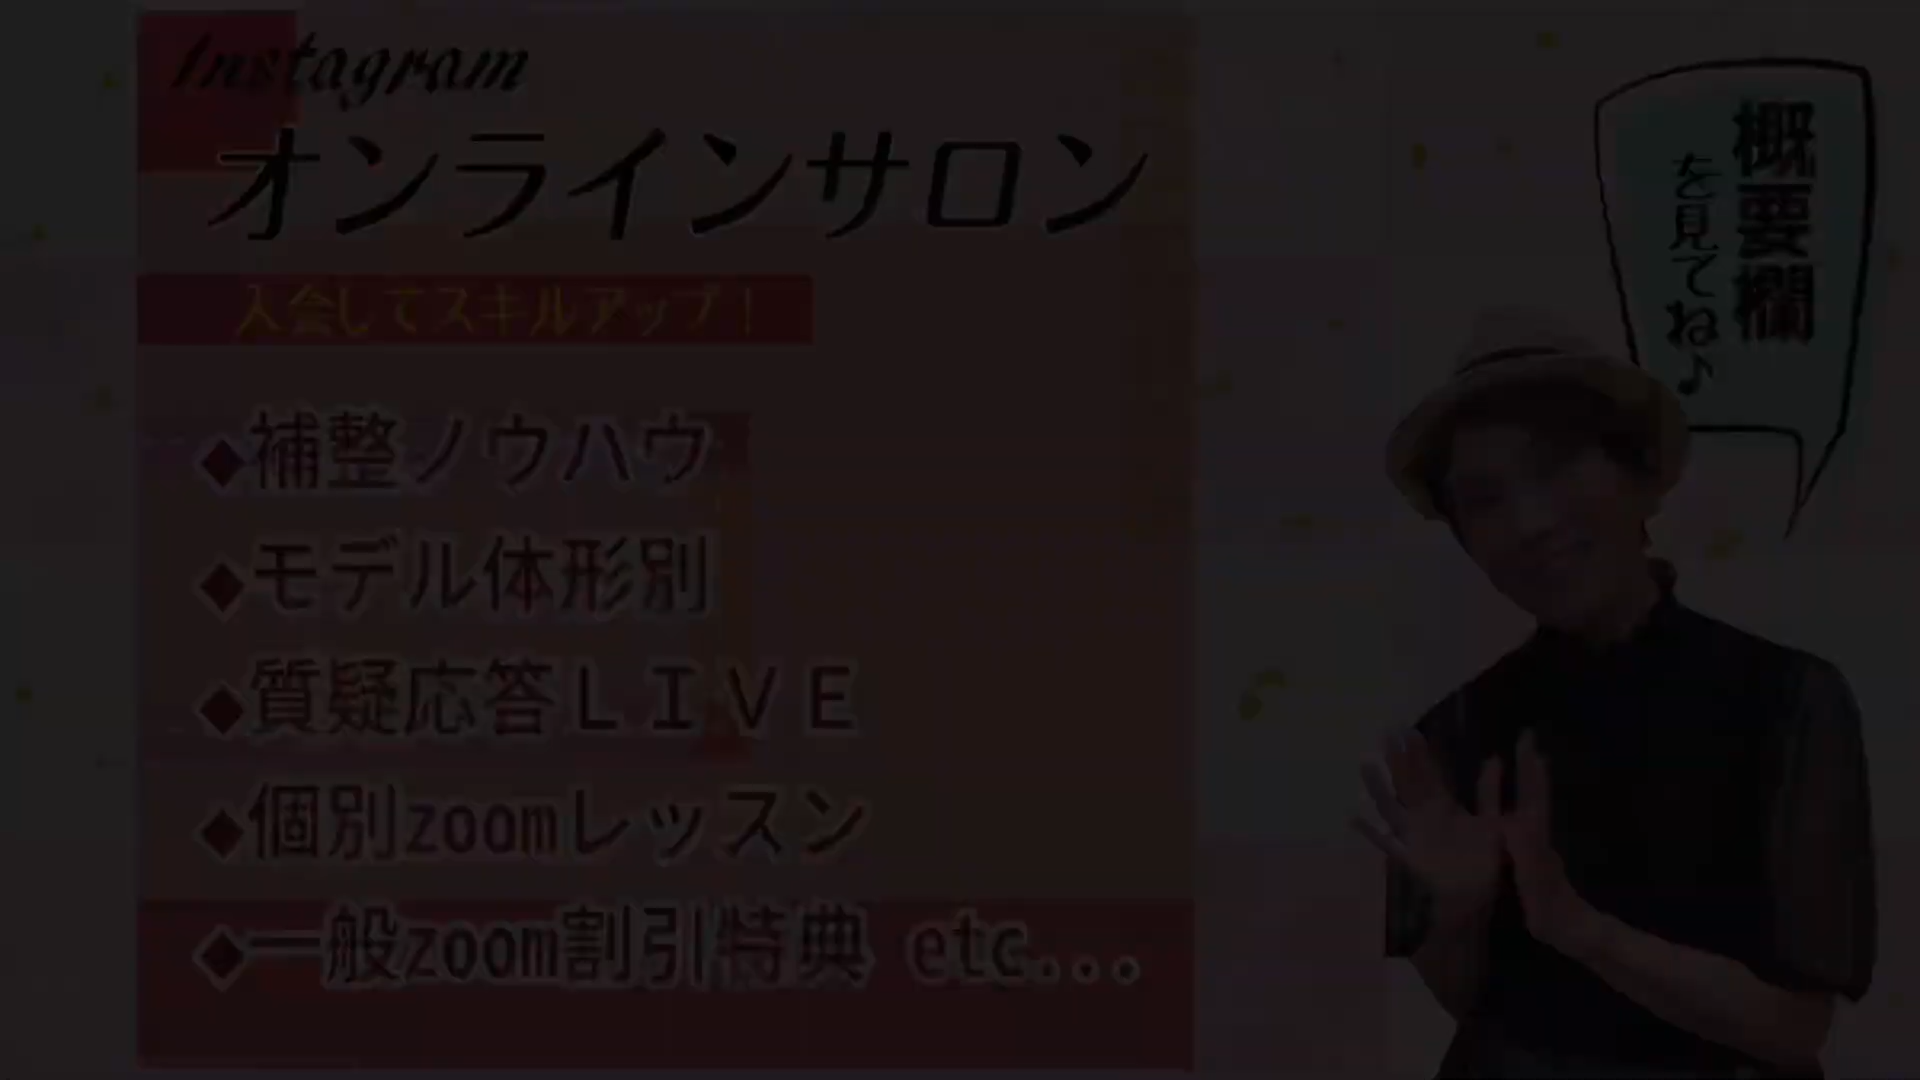 Instagram
オンラインサロン
入会してスキルアップ！
◆補整ノウハウ
◆モデル体形別
◆質疑応答ＬＩＶＥ
◆個別zoomレッスン
◆一般zoom割引特典 etc...
概要欄
を見てね♪